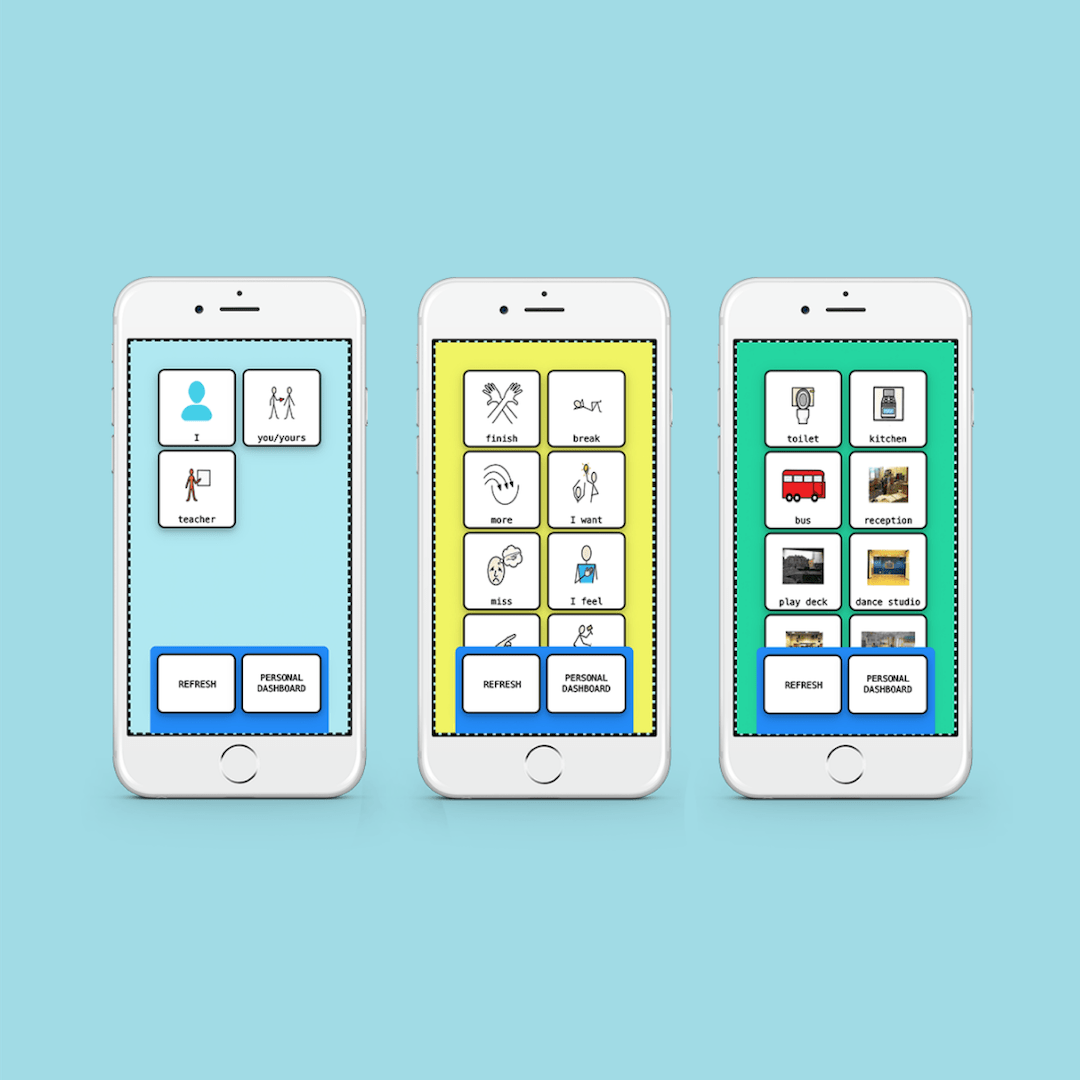 I
you/yours
teacher
REFRESH
PERSONAL
DASHBOARD
finish
break
more
I want
miss
I feel
REFRESH
PERSONAL
DASHBOARD
toilet
kitchen
bus
reception
play deck
dance studio
REFRESH
PERSONAL
DASHBOARD